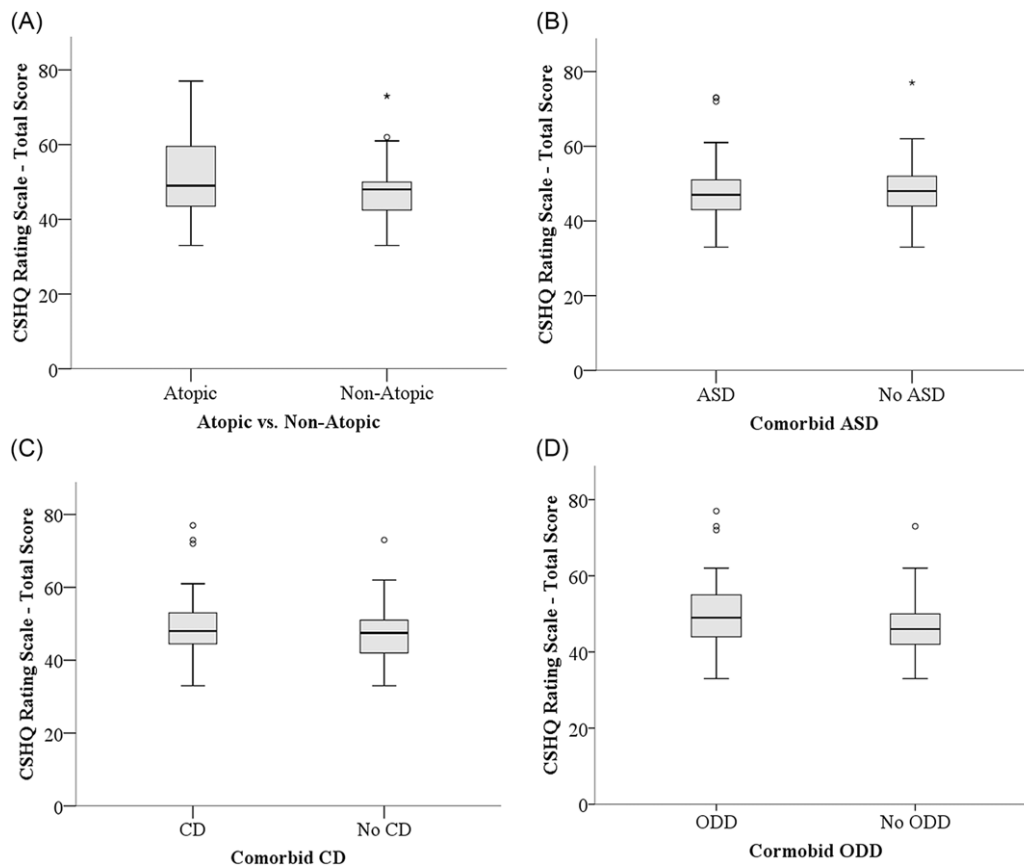 (A)
CSHQ Rating Scale - Total Score
80
60
40
20
0
Atopic Non-Atopic
Atopic vs. Non-Atopic
(B)
CSHQ Rating Scale - Total Score
80
60
40
20
0
ASD No ASD
Comorbid ASD
(C)
CSHQ Rating Scale - Total Score
80
60
40
20
0
CD No CD
Comorbid CD
(D)
CSHQ Rating Scale - Total Score
80
60
40
20
0
ODD No ODD
Cormobid ODD